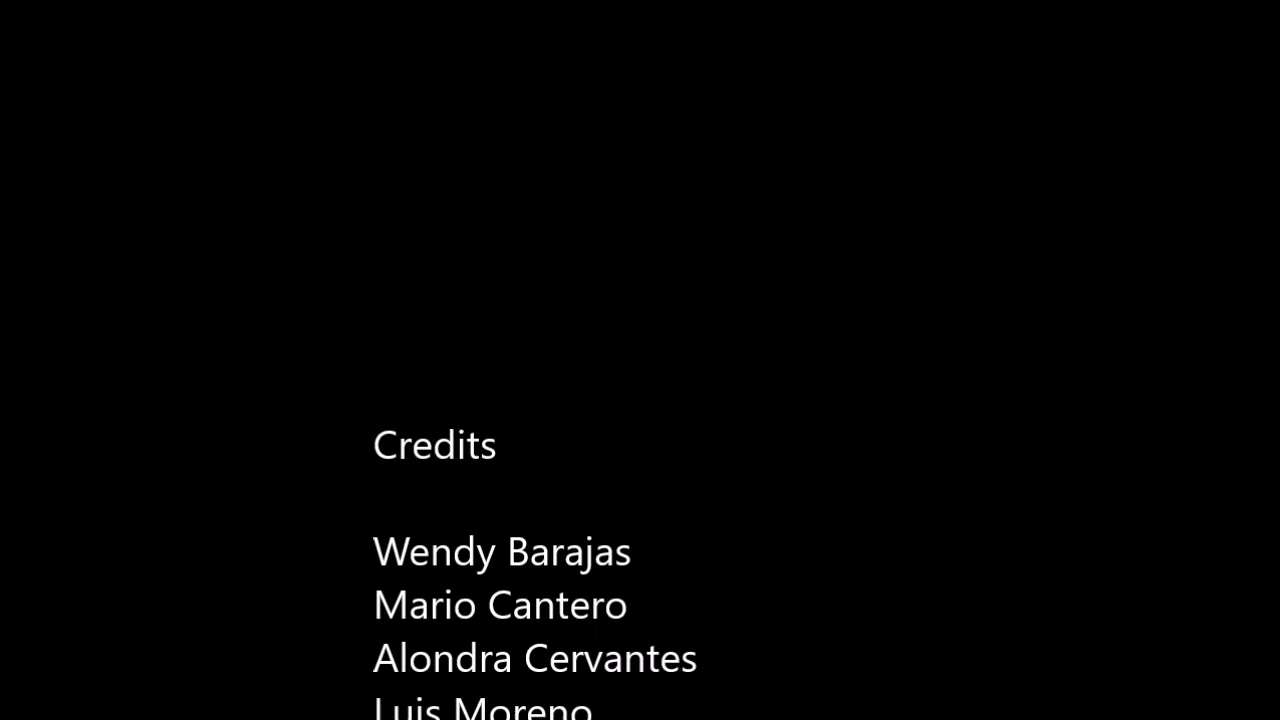 Credits
Wendy Barajas
Mario Cantero
Alondra Cervantes
Luis Moreno